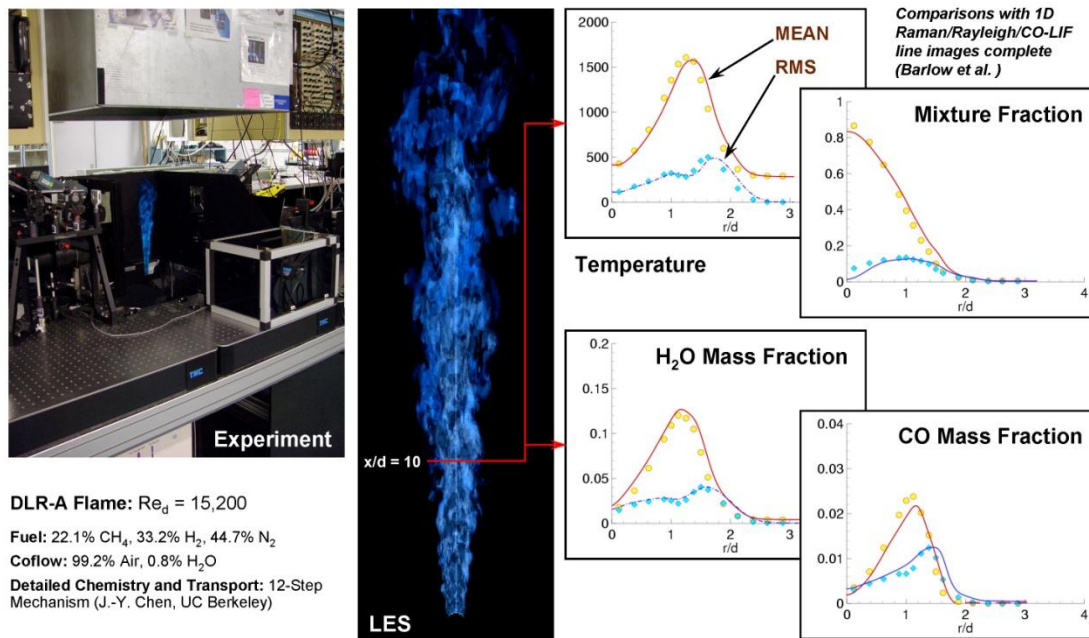 Experiment
TMC
TMC
DLR-A Flame: Re_d = 15,200
Fuel: 22.1% CH₄, 33.2% H₂, 44.7% N₂
Coflow: 99.2% Air, 0.8% H₂O
Detailed Chemistry and Transport: 12-Step
Mechanism (J.-Y. Chen, UC Berkeley)
x/d = 10
LES
2000
1500
1000
500
0
0 1 2 3
r/d
MEAN
RMS
Temperature
Comparisons with 1D
Raman/Rayleigh/CO-LIF
line images complete
(Barlow et al. )
Mixture Fraction
1
0.8
0.6
0.4
0.2
0
0 1 2 3 4
r/d
H₂O Mass Fraction
0.2
0.15
0.1
0.05
0
0 1 2 3
r/d
CO Mass Fraction
0.04
0.03
0.02
0.01
0
0 1 2 3 4
r/d